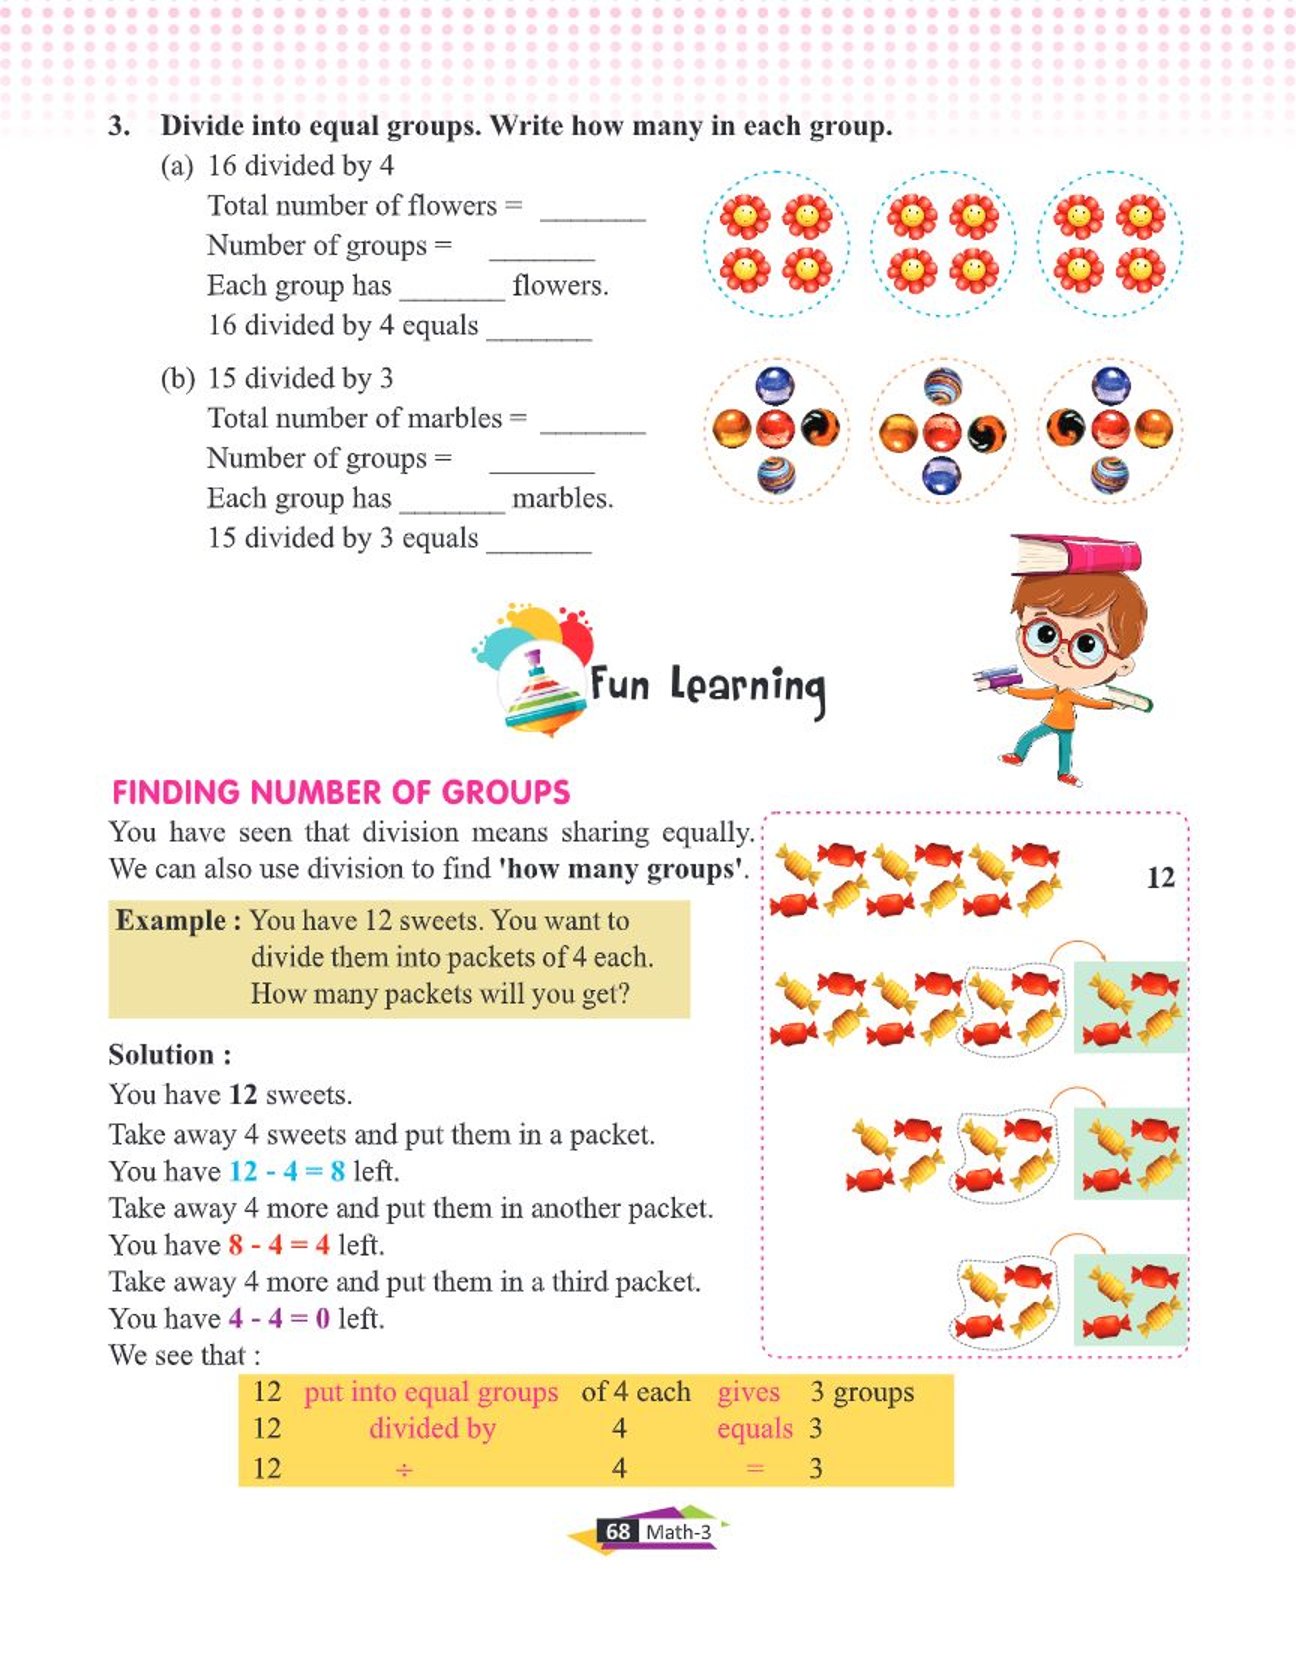 3. Divide into equal groups. Write how many in each group.
(a) 16 divided by 4
Total number of flowers = ________
Number of groups = ________
Each group has ________ flowers.
16 divided by 4 equals ________
(b) 15 divided by 3
Total number of marbles = ________
Number of groups = ________
Each group has ________ marbles.
15 divided by 3 equals ________
Fun Learning
FINDING NUMBER OF GROUPS
You have seen that division means sharing equally.
We can also use division to find 'how many groups'.
Example : You have 12 sweets. You want to
divide them into packets of 4 each.
How many packets will you get?
12
Solution :
You have 12 sweets.
Take away 4 sweets and put them in a packet.
You have 12 - 4 = 8 left.
Take away 4 more and put them in another packet.
You have 8 - 4 = 4 left.
Take away 4 more and put them in a third packet.
You have 4 - 4 = 0 left.
We see that :
12 put into equal groups of 4 each gives 3 groups
12 divided by 4 equals 3
12 ÷ 4 = 3
68 Math-3